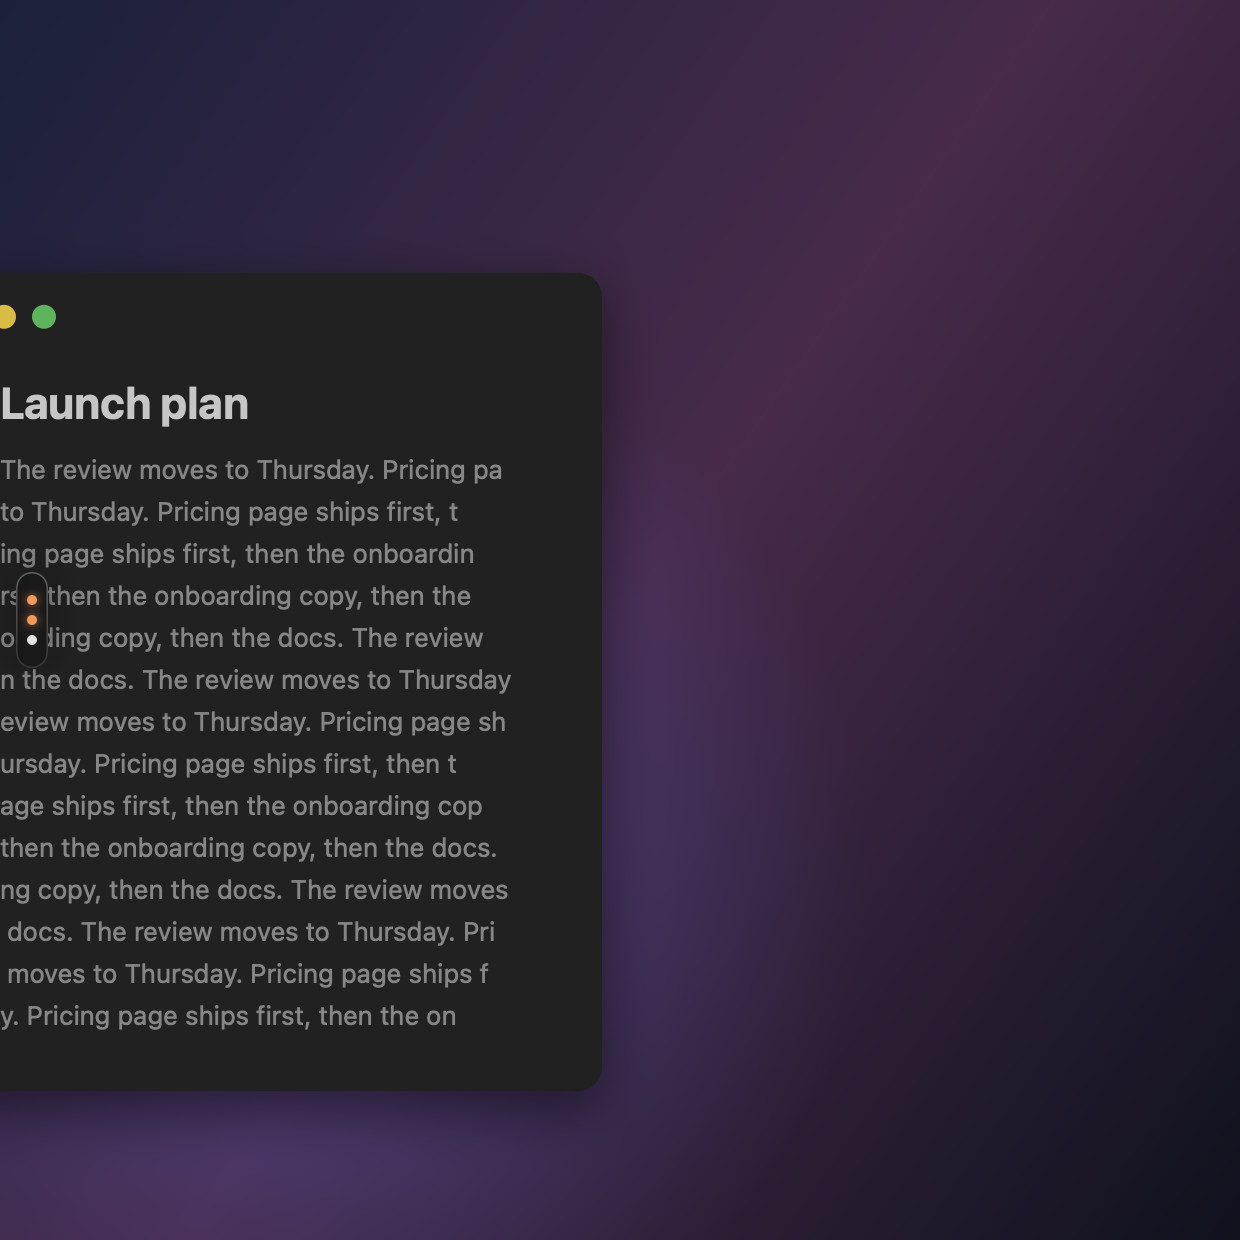 Launch plan
The review moves to Thursday. Pricing pa
to Thursday. Pricing page ships first, t
ing page ships first, then the onboardin
then the onboarding copy, then the
ding copy, then the docs. The review
n the docs. The review moves to Thursday
eview moves to Thursday. Pricing page sh
ursday. Pricing page ships first, then t
age ships first, then the onboarding cop
then the onboarding copy, then the docs.
ng copy, then the docs. The review moves
docs. The review moves to Thursday. Pri
moves to Thursday. Pricing page ships f
y. Pricing page ships first, then the on